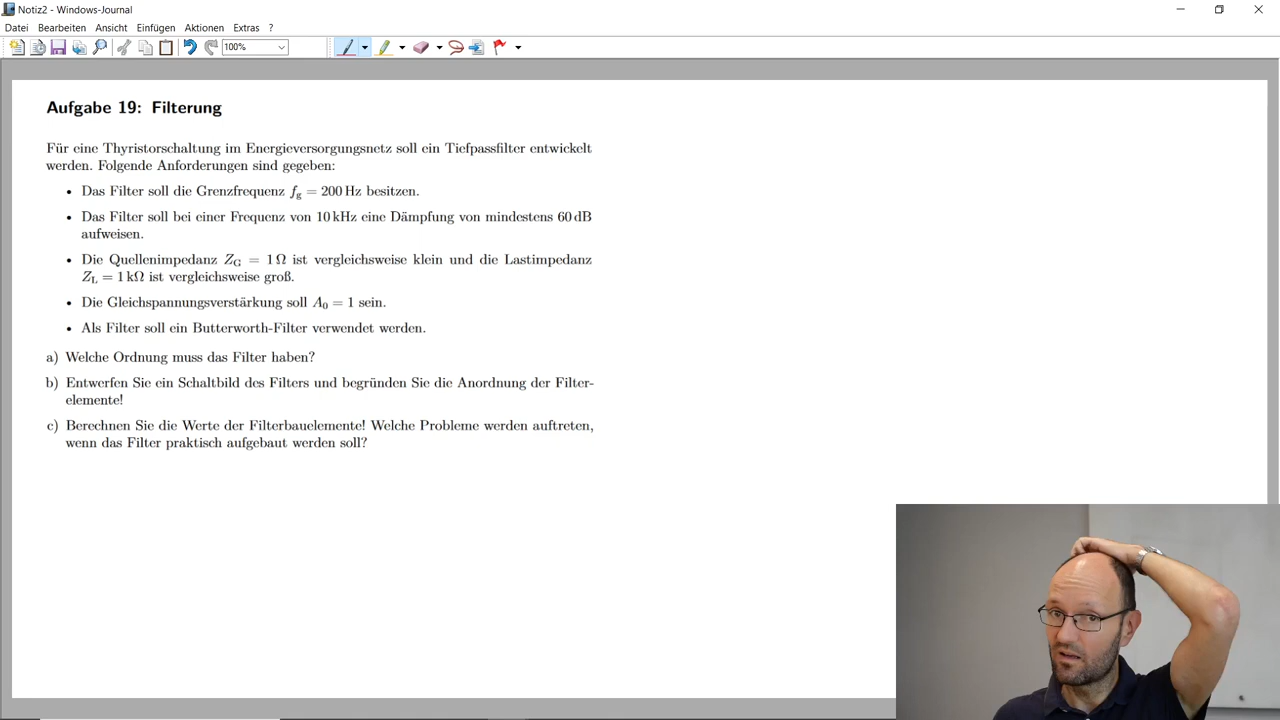 Notiz2 - Windows-Journal
Datei Bearbeiten Ansicht Einfügen Aktionen Extras ?
100%
Aufgabe 19: Filterung
Für eine Thyristorschaltung im Energieversorgungsnetz soll ein Tiefpassfilter entwickelt
werden. Folgende Anforderungen sind gegeben:
• Das Filter soll die Grenzfrequenz fg = 200 Hz besitzen.
• Das Filter soll bei einer Frequenz von 10 kHz eine Dämpfung von mindestens 60 dB
aufweisen.
• Die Quellenimpedanz ZG = 1 Ω ist vergleichsweise klein und die Lastimpedanz
ZL = 1 kΩ ist vergleichsweise groß.
• Die Gleichspannungsverstärkung soll A0 = 1 sein.
• Als Filter soll ein Butterworth-Filter verwendet werden.
a) Welche Ordnung muss das Filter haben?
b) Entwerfen Sie ein Schaltbild des Filters und begründen Sie die Anordnung der Filter-
elemente!
c) Berechnen Sie die Werte der Filterbauelemente! Welche Probleme werden auftreten,
wenn das Filter praktisch aufgebaut werden soll?